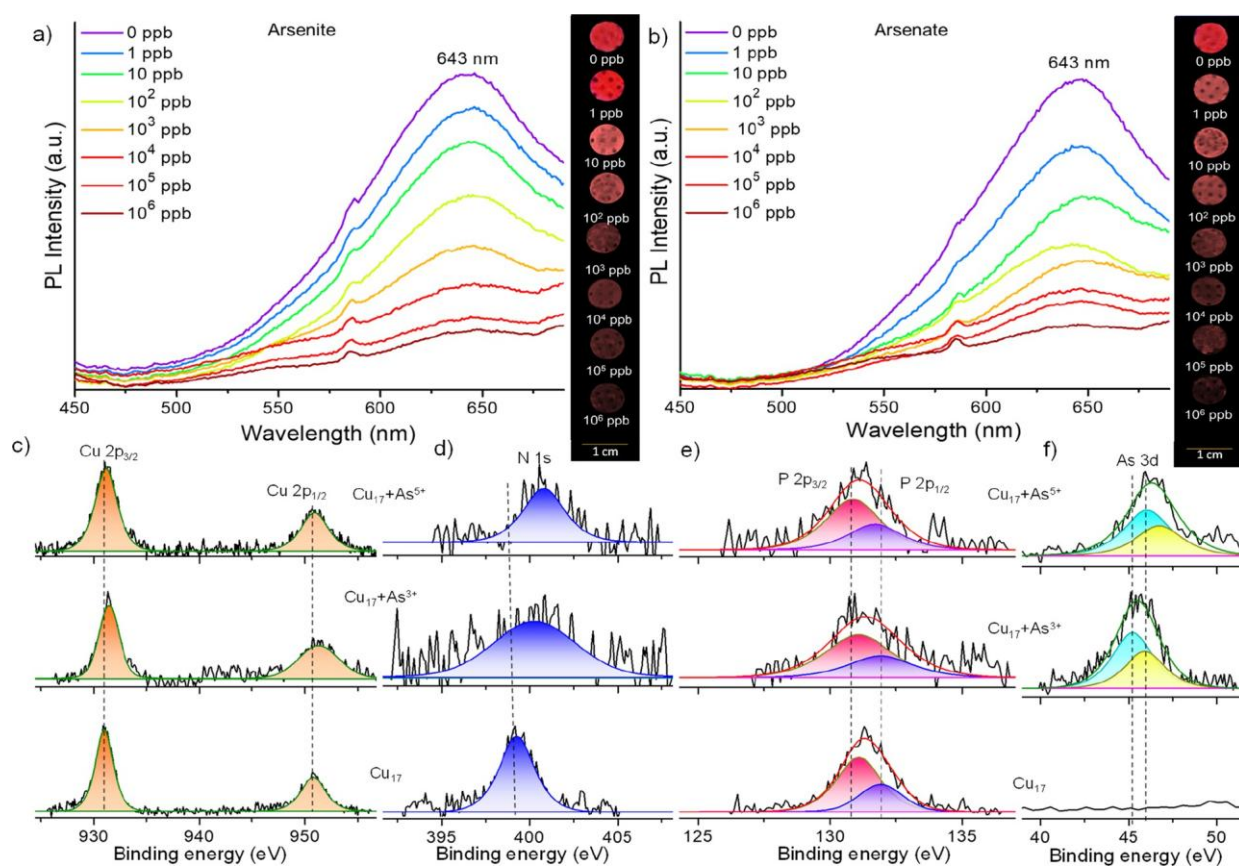 a)
Arsenite
0 ppb
1 ppb
10 ppb
10² ppb
10³ ppb
10⁴ ppb
10⁵ ppb
10⁶ ppb
643 nm
PL Intensity (a.u.)
450 500 550 600 650
Wavelength (nm)
0 ppb
1 ppb
10 ppb
10² ppb
10³ ppb
10⁴ ppb
10⁵ ppb
10⁶ ppb
1 cm
b)
Arsenate
0 ppb
1 ppb
10 ppb
10² ppb
10³ ppb
10⁴ ppb
10⁵ ppb
10⁶ ppb
643 nm
PL Intensity (a.u.)
450 500 550 600 650
Wavelength (nm)
0 ppb
1 ppb
10 ppb
10² ppb
10³ ppb
10⁴ ppb
10⁵ ppb
10⁶ ppb
1 cm
c)
Cu 2p₃/₂
Cu 2p₁/₂
930 940 950
Binding energy (eV)
d)
N 1s
Cu₁₇+As⁵⁺
Cu₁₇+As³⁺
Cu₁₇
395 400 405
Binding energy (eV)
e)
P 2p₃/₂
P 2p₁/₂
125 130 135
Binding energy (eV)
f)
As 3d
Cu₁₇+As⁵⁺
Cu₁₇+As³⁺
Cu₁₇
40 45 50
Binding energy (eV)